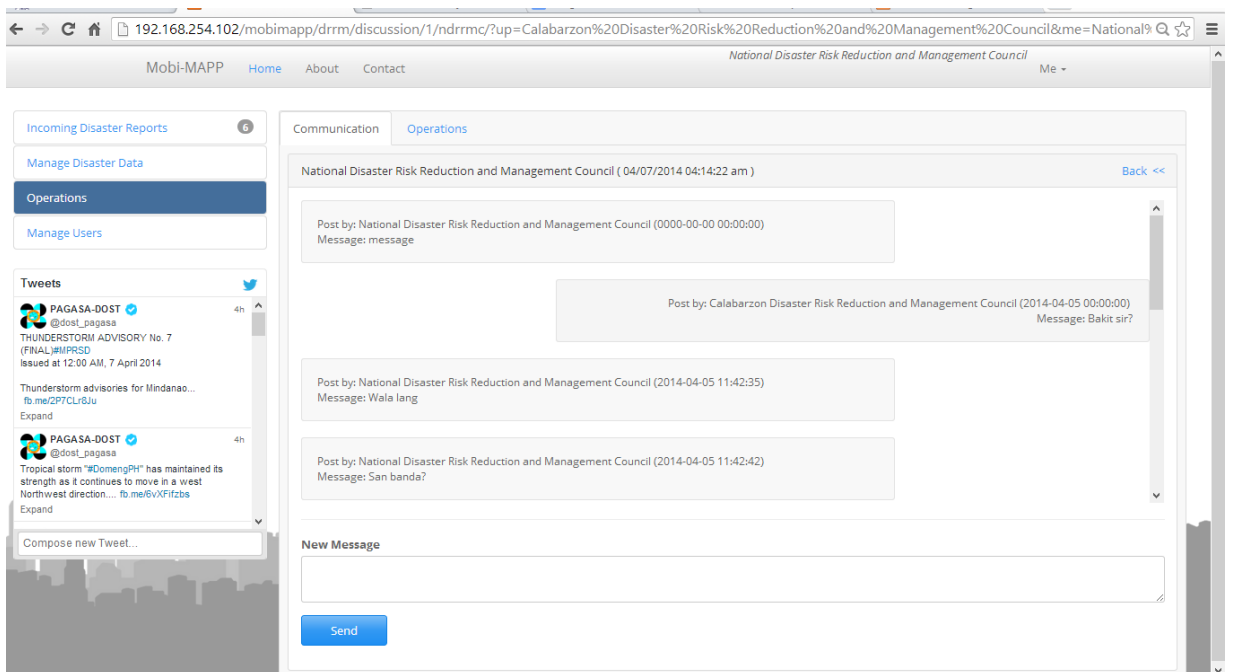 192.168.254.102/mobimapp/drrm/discussion/1/ndrrmc/?up=Calabarzon%20Disaster%20Risk%20Reduction%20and%20Management%20Council&me=National%
National Disaster Risk Reduction and Management Council
Mobi-MAPP Home About Contact Me
Incoming Disaster Reports 6
Manage Disaster Data
Operations
Manage Users
Tweets
PAGASA-DOST 4h
@dost_pagasa
THUNDERSTORM ADVISORY No. 7
(FINAL)#MPRSD
Issued at 12:00 AM, 7 April 2014
Thunderstorm advisories for Mindanao...
fb.me/2P7CLr8Ju
Expand
PAGASA-DOST 4h
@dost_pagasa
Tropical storm "#DomengPH" has maintained its
strength as it continues to move in a west
Northwest direction.... fb.me/6vXFifzbs
Expand
Compose new Tweet...
Communication Operations
National Disaster Risk Reduction and Management Council ( 04/07/2014 04:14:22 am ) Back <<
Post by: National Disaster Risk Reduction and Management Council (0000-00-00 00:00:00)
Message: message
Post by: Calabarzon Disaster Risk Reduction and Management Council (2014-04-05 00:00:00)
Message: Bakit sir?
Post by: National Disaster Risk Reduction and Management Council (2014-04-05 11:42:35)
Message: Wala lang
Post by: National Disaster Risk Reduction and Management Council (2014-04-05 11:42:42)
Message: San banda?
New Message
Send